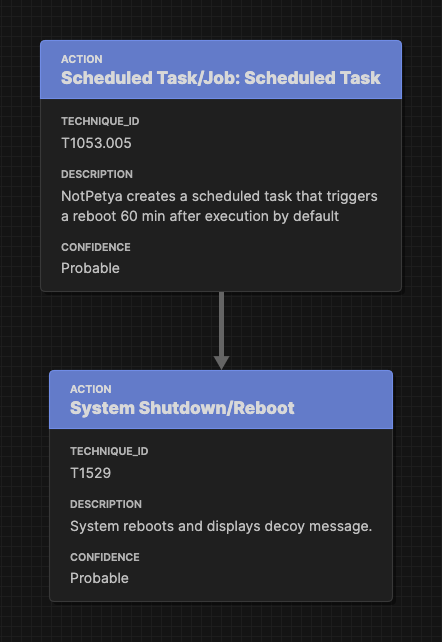 ACTION
Scheduled Task/Job: Scheduled Task
TECHNIQUE_ID
T1053.005
DESCRIPTION
NotPetya creates a scheduled task that triggers
a reboot 60 min after execution by default
CONFIDENCE
Probable
ACTION
System Shutdown/Reboot
TECHNIQUE_ID
T1529
DESCRIPTION
System reboots and displays decoy message.
CONFIDENCE
Probable